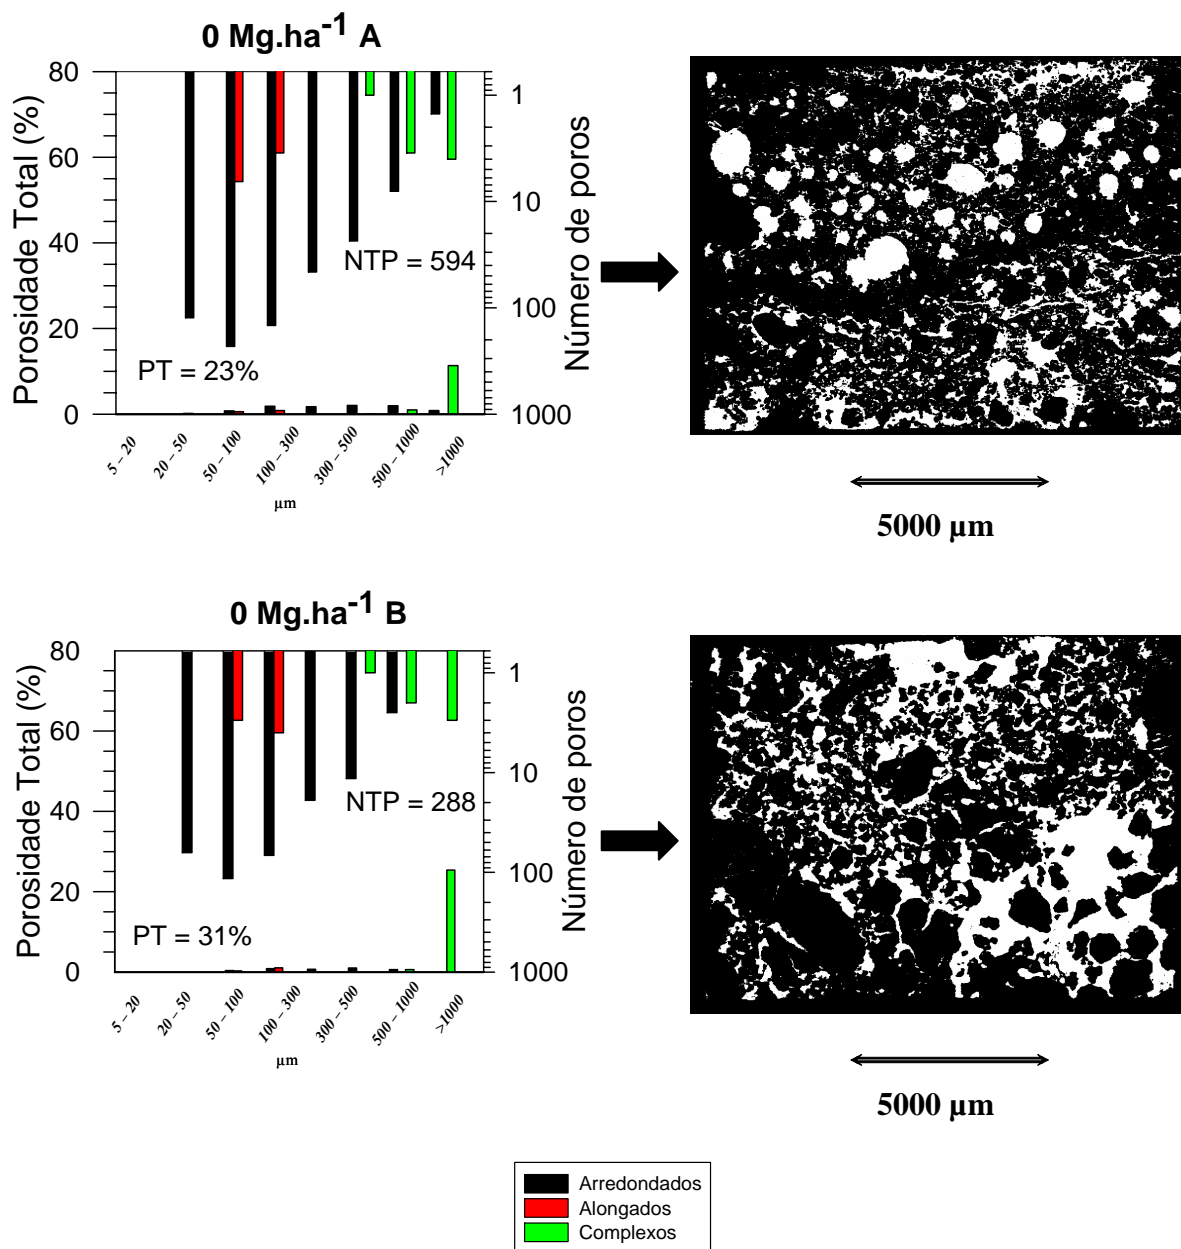 0 Mg.ha-1 A
Porosidade Total (%)
80
60
40
20
0
PT = 23%
NTP = 594
1
10
100
1000
Número de poros
5 – 20
20 – 50
50 – 100
100 – 300
300 – 500
500 – 1000
>1000
µm
5000 µm
0 Mg.ha-1 B
Porosidade Total (%)
80
60
40
20
0
PT = 31%
NTP = 288
1
10
100
1000
Número de poros
5 – 20
20 – 50
50 – 100
100 – 300
300 – 500
500 – 1000
>1000
µm
5000 µm
Arredondados
Alongados
Complexos